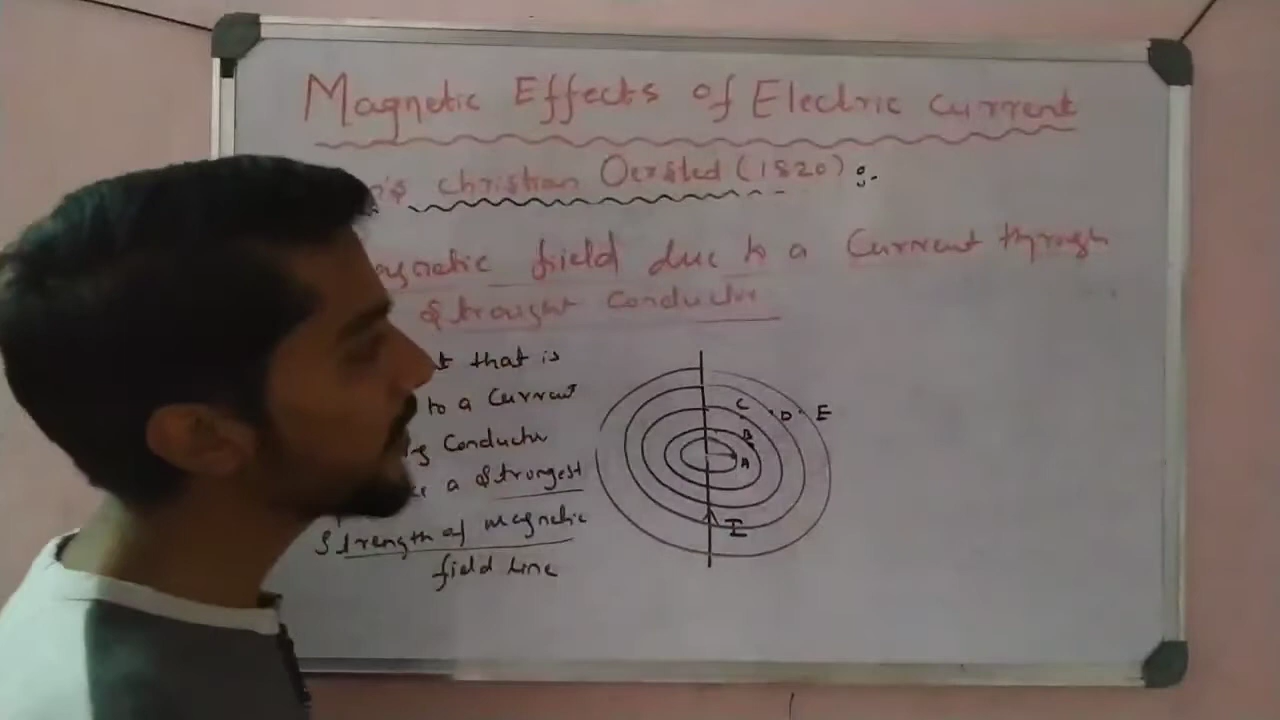 Magnetic Effects of Electric current
Christian Oersted (1820) :-
field due to a Current through
straight Conductor
that is
to a Current
Conductor
a strongest
strength of magnetic
field line
C
D E
B
A
I